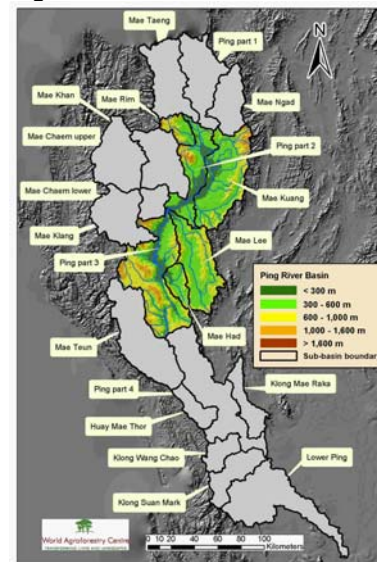 Mae Taeng
Ping part 1
Mae Khan
Mae Rim
Mae Ngad
Mae Chaem upper
Ping part 2
Mae Chaem lower
Mae Kuang
Mae Klang
Mae Lee
Ping part 3
Ping River Basin
< 300 m
300 - 600 m
600 - 1,000 m
1,000 - 1,600 m
> 1,600 m
Sub-basin boundary
Mae Had
Mae Teun
Klong Mae Raka
Ping part 4
Huay Mae Thor
Klong Wang Chao
Lower Ping
Klong Suan Mark
World Agroforestry Centre
0 10 20 40 60 80 100
Kilometers
N